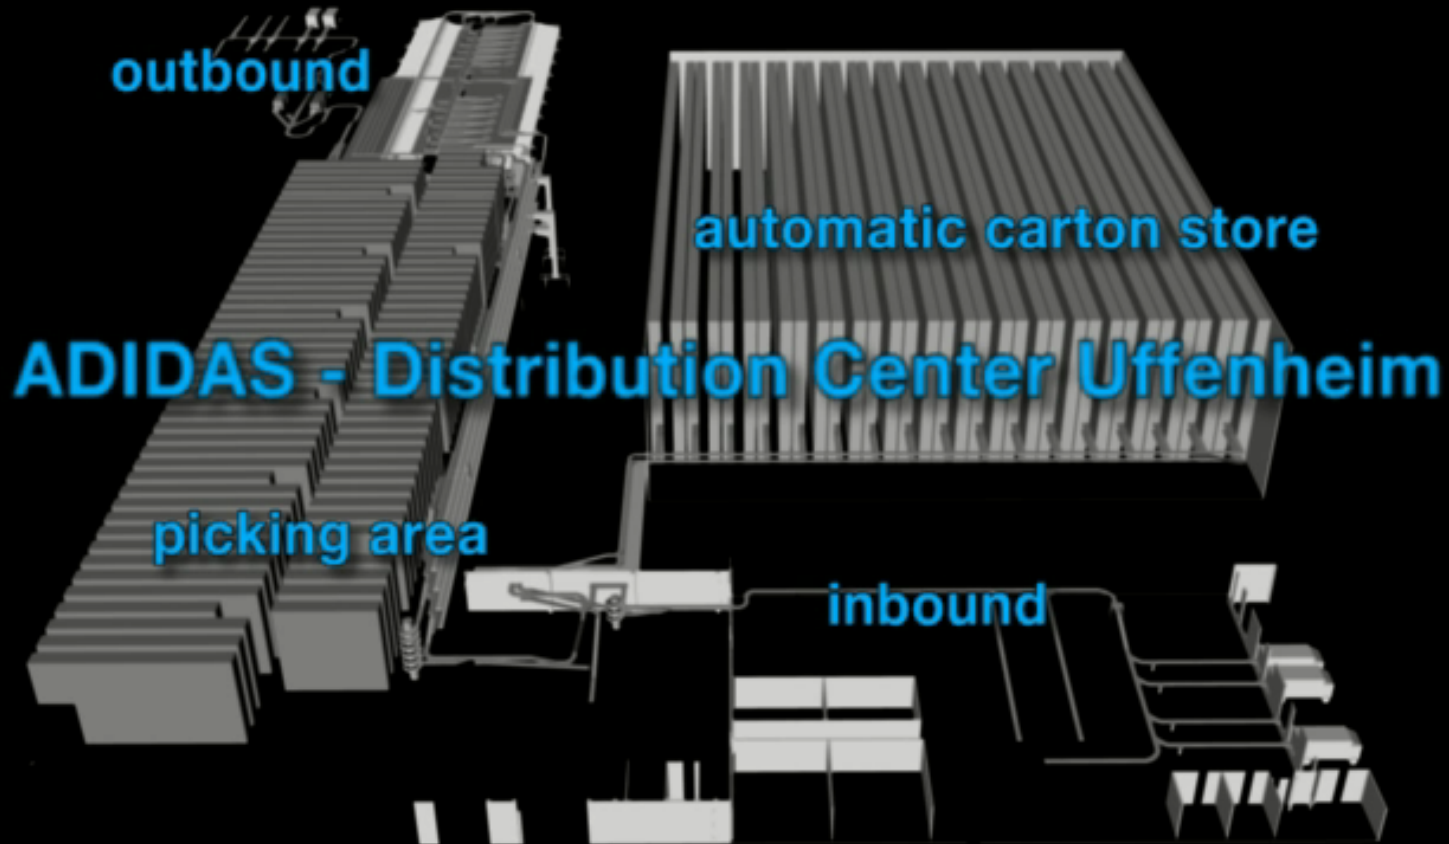 outbound
automatic carton store
ADIDAS - Distribution Center Uffenheim
picking area
inbound